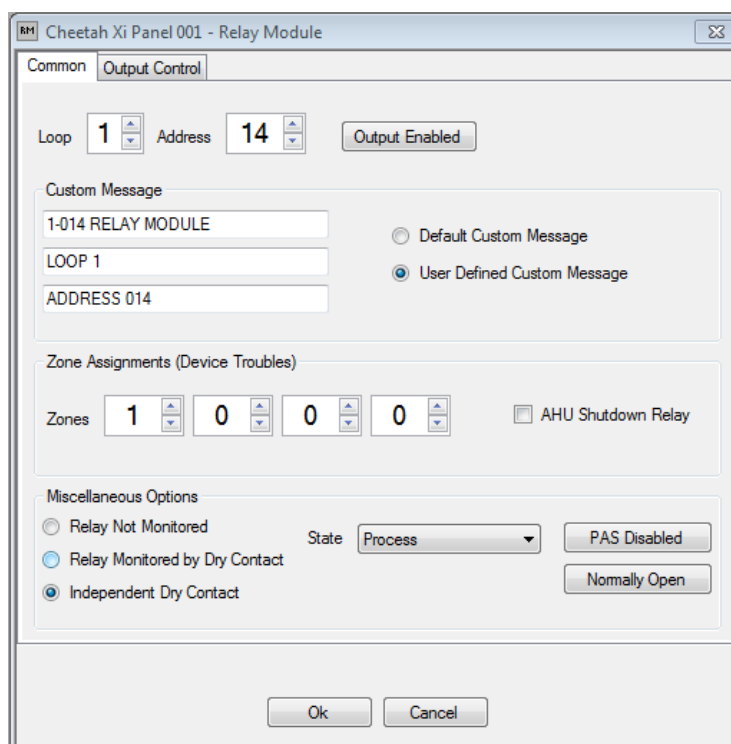 RM Cheetah Xi Panel 001 - Relay Module
Common Output Control
Loop 1 Address 14 Output Enabled
Custom Message
1-014 RELAY MODULE
LOOP 1
ADDRESS 014
Default Custom Message
User Defined Custom Message
Zone Assignments (Device Troubles)
Zones 1 0 0 0 AHU Shutdown Relay
Miscellaneous Options
Relay Not Monitored
Relay Monitored by Dry Contact
Independent Dry Contact
State Process
PAS Disabled
Normally Open
Ok Cancel